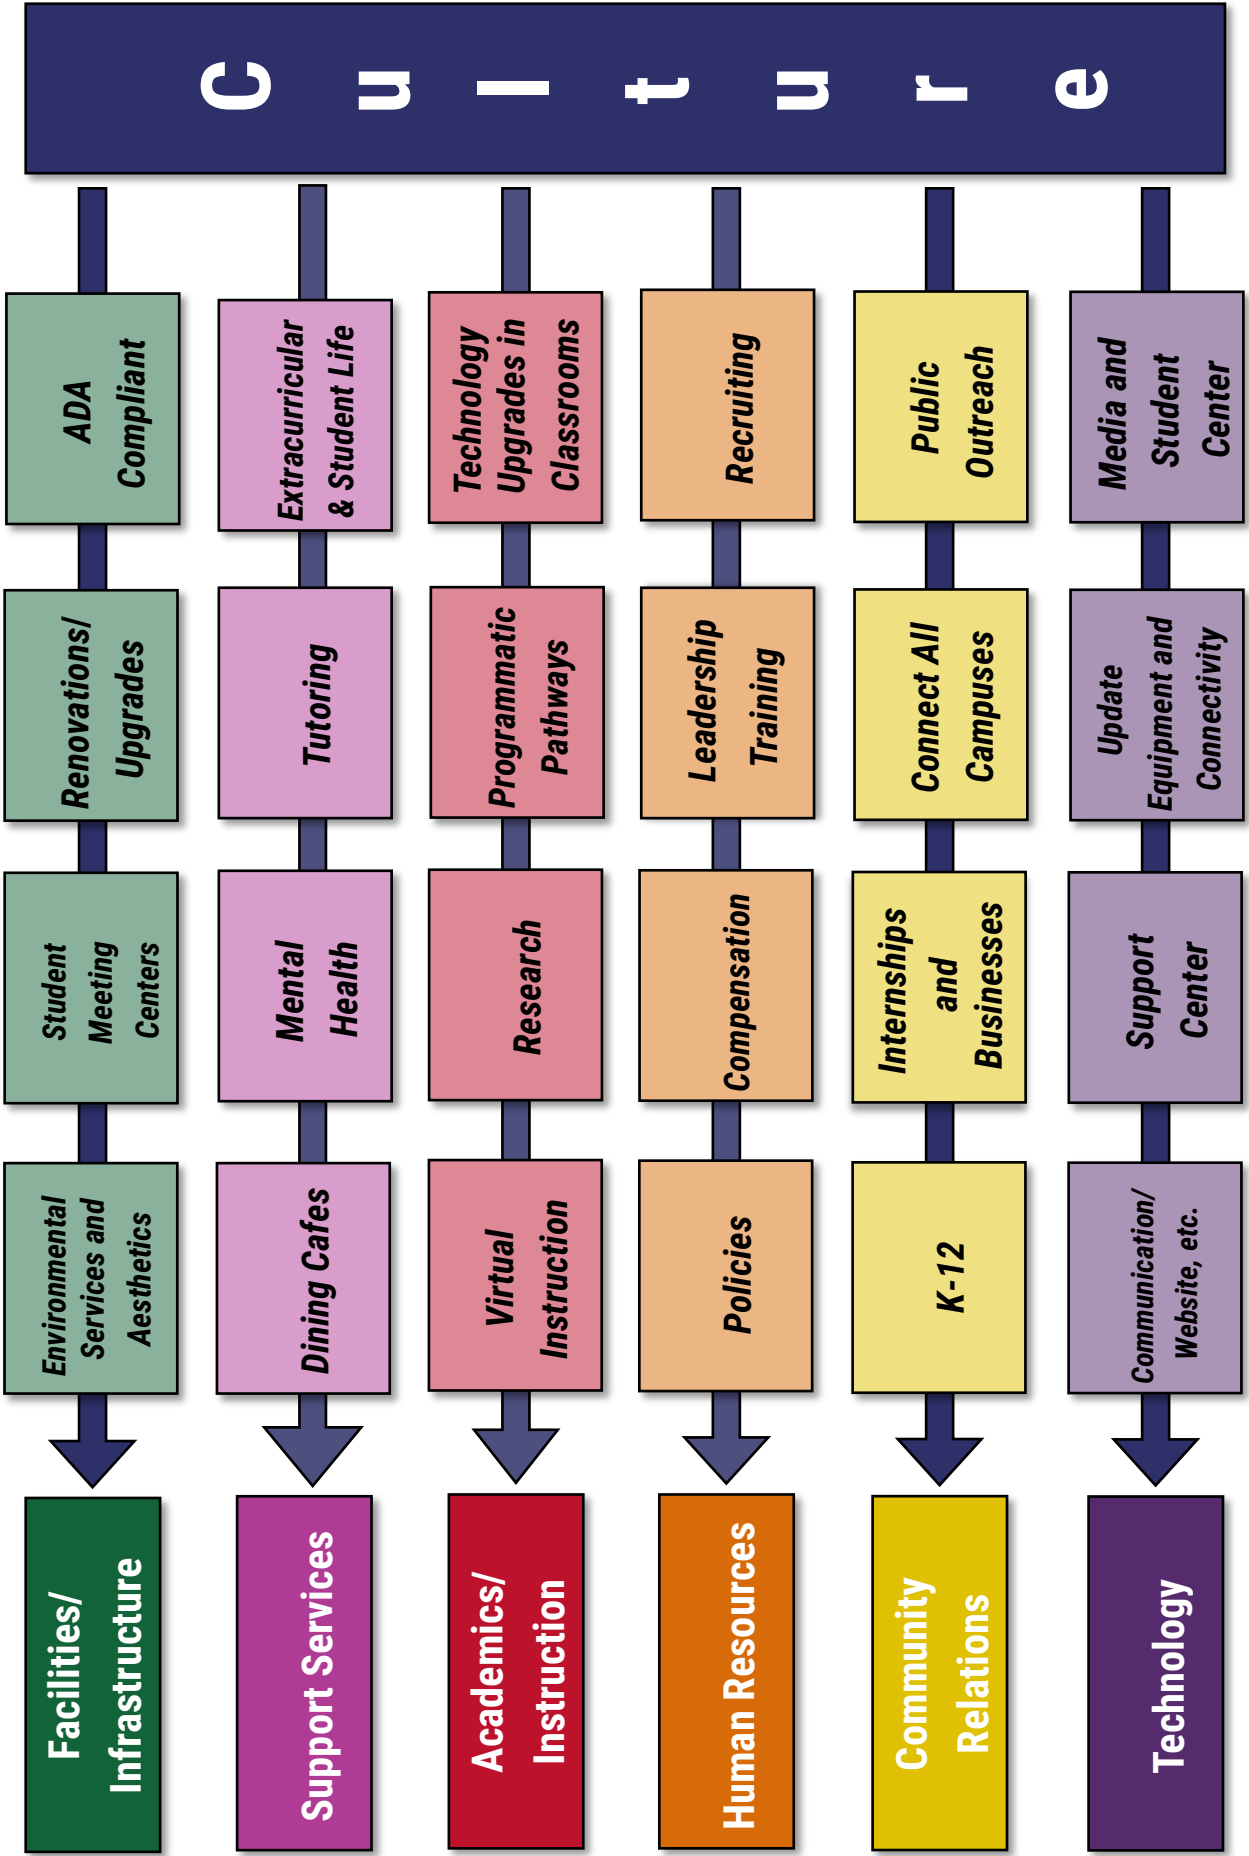 Facilities/
Infrastructure
Enviromental
Services and
Aesthetics
Student
Meeting
Centers
Renovations/
Upgrades
ADA
Compliant
Support Services
Dining Cafes
Mental
Health
Tutoring
Extracurricular
& Student Life
Academics/
Instruction
Virtual
Instruction
Research
Programmatic
Pathways
Technology
Upgrades in
Classrooms
Human Resources
Policies
Compensation
Leadership
Training
Recruiting
Community
Relations
K-12
Internships
and
Businesses
Connect All
Campuses
Public
Outreach
Technology
Communication/
Website, etc.
Support
Center
Update
Equipment and
Connectivity
Media and
Student
Center
Culture